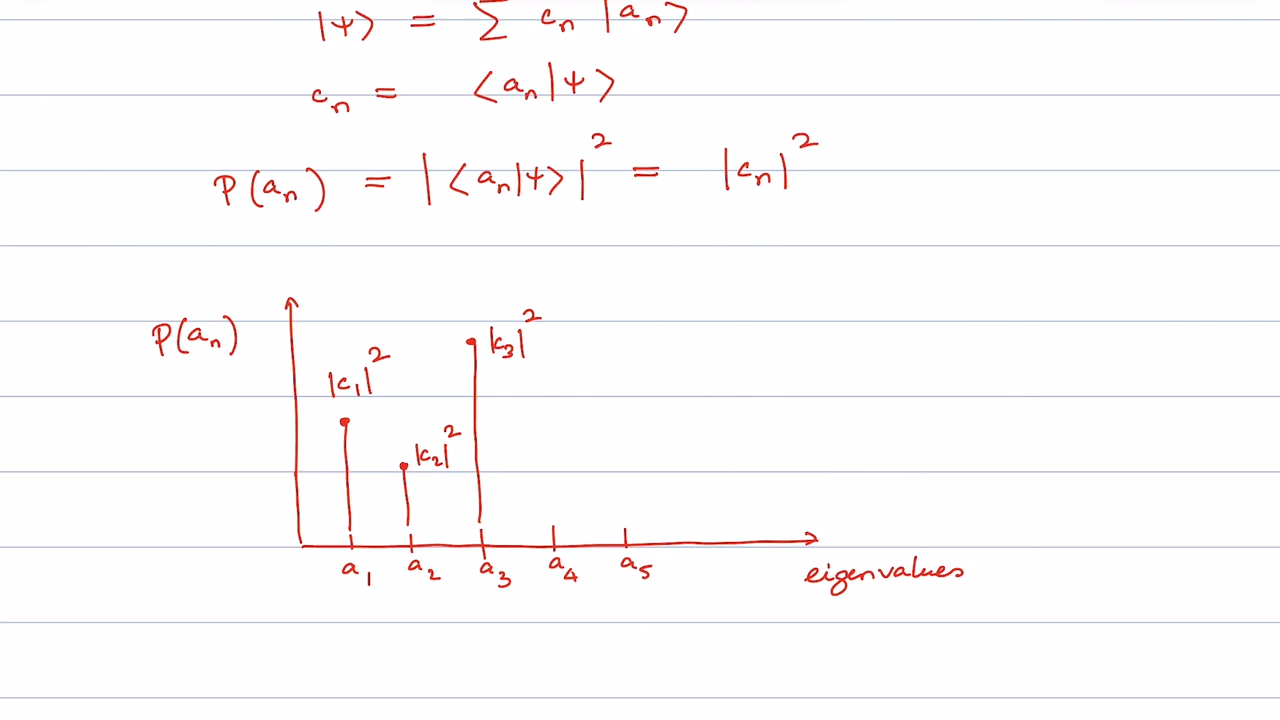 |ψ⟩ = Σ cₙ |aₙ⟩
cₙ = ⟨aₙ|ψ⟩
P(aₙ) = |⟨aₙ|ψ⟩|² = |cₙ|²
P(aₙ)
|c₃|²
|c₁|²
|c₂|²
a₁ a₂ a₃ a₄ a₅
eigenvalues